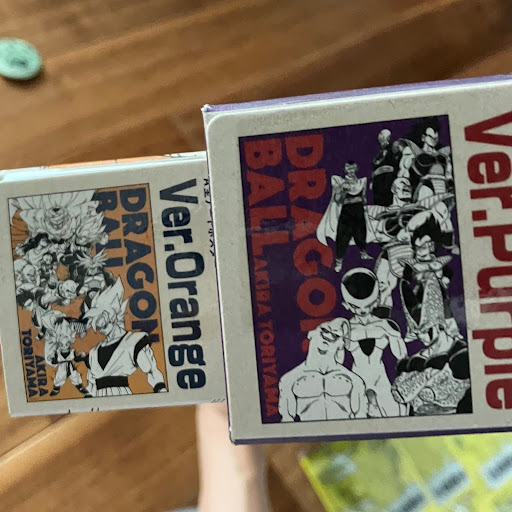 Ver.Orange
DRAGON
BALL
AKIRA
TORIYAMA
Ver.Purple
DRAGON
BALL
AKIRA TORIYAMA